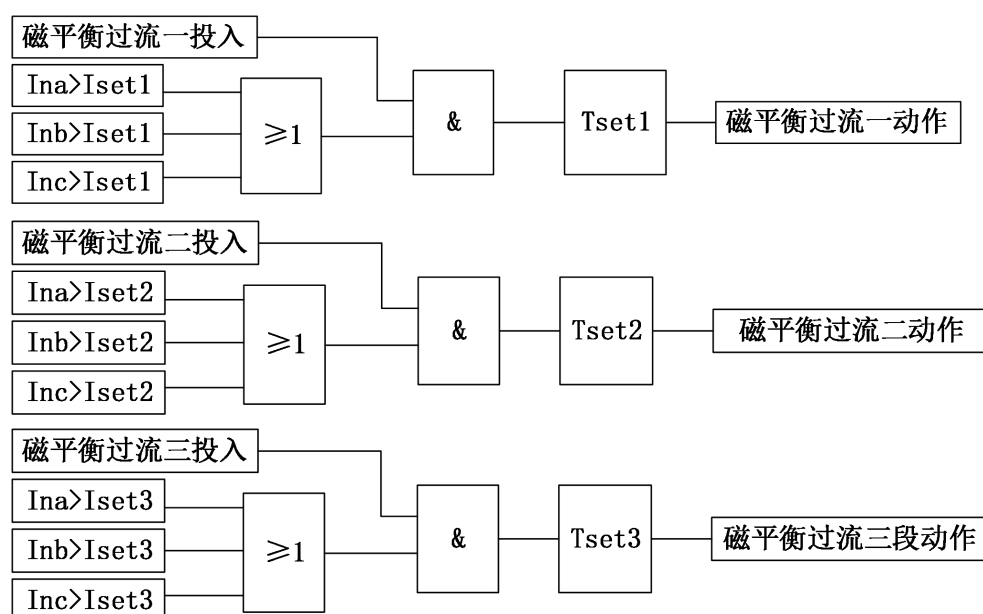 磁平衡过流一投入
Ina>Iset1
Inb>Iset1
Inc>Iset1
≥1
&
Tset1
磁平衡过流一动作
磁平衡过流二投入
Ina>Iset2
Inb>Iset2
Inc>Iset2
≥1
&
Tset2
磁平衡过流二动作
磁平衡过流三投入
Ina>Iset3
Inb>Iset3
Inc>Iset3
≥1
&
Tset3
磁平衡过流三段动作